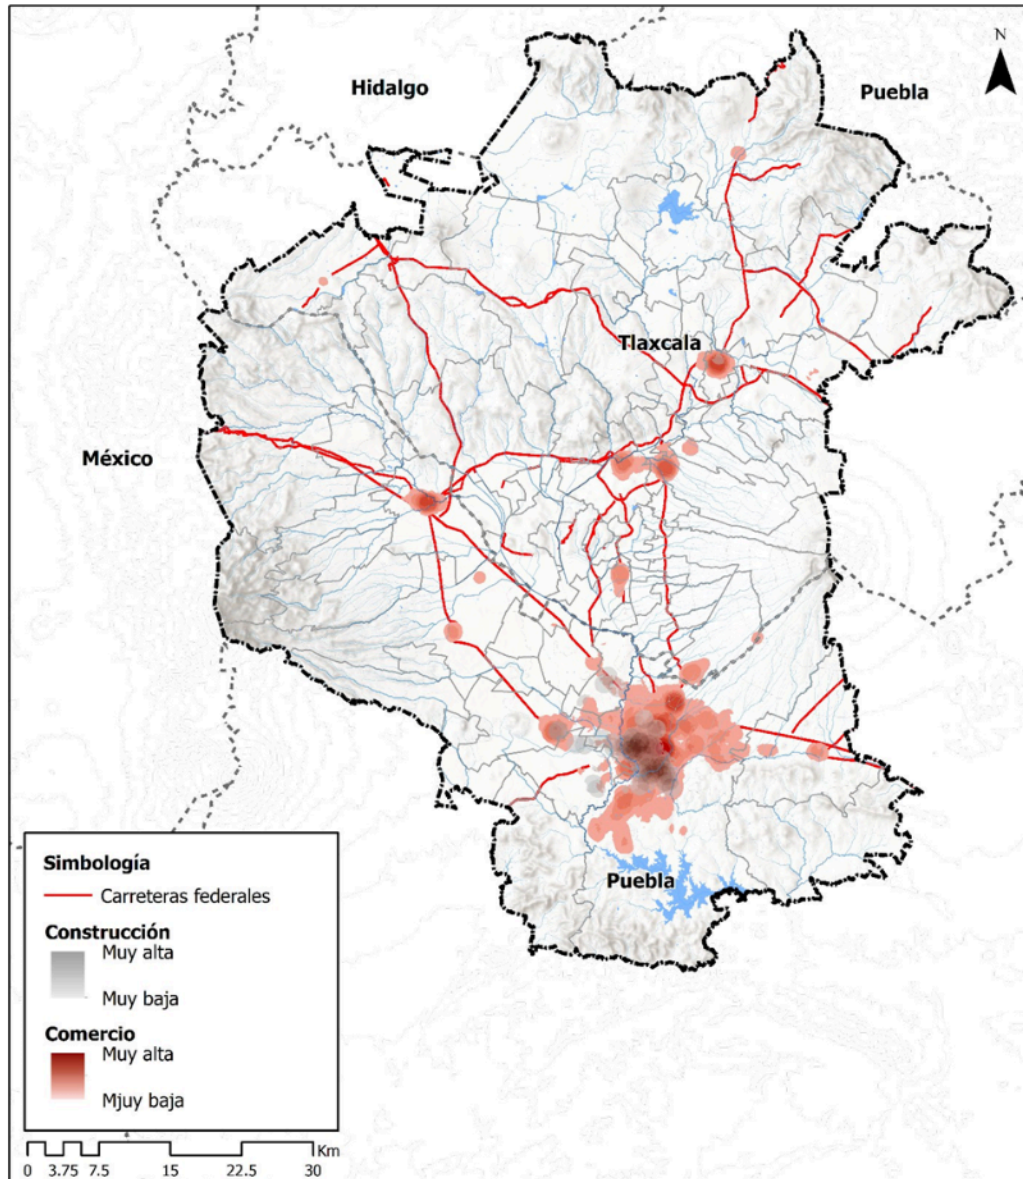 N
Hidalgo
Puebla
Tlaxcala
México
Puebla
Simbología
Carreteras federales
Construcción
Muy alta
Muy baja
Comercio
Muy alta
Mjuy baja
Km
0 3.75 7.5 15 22.5 30